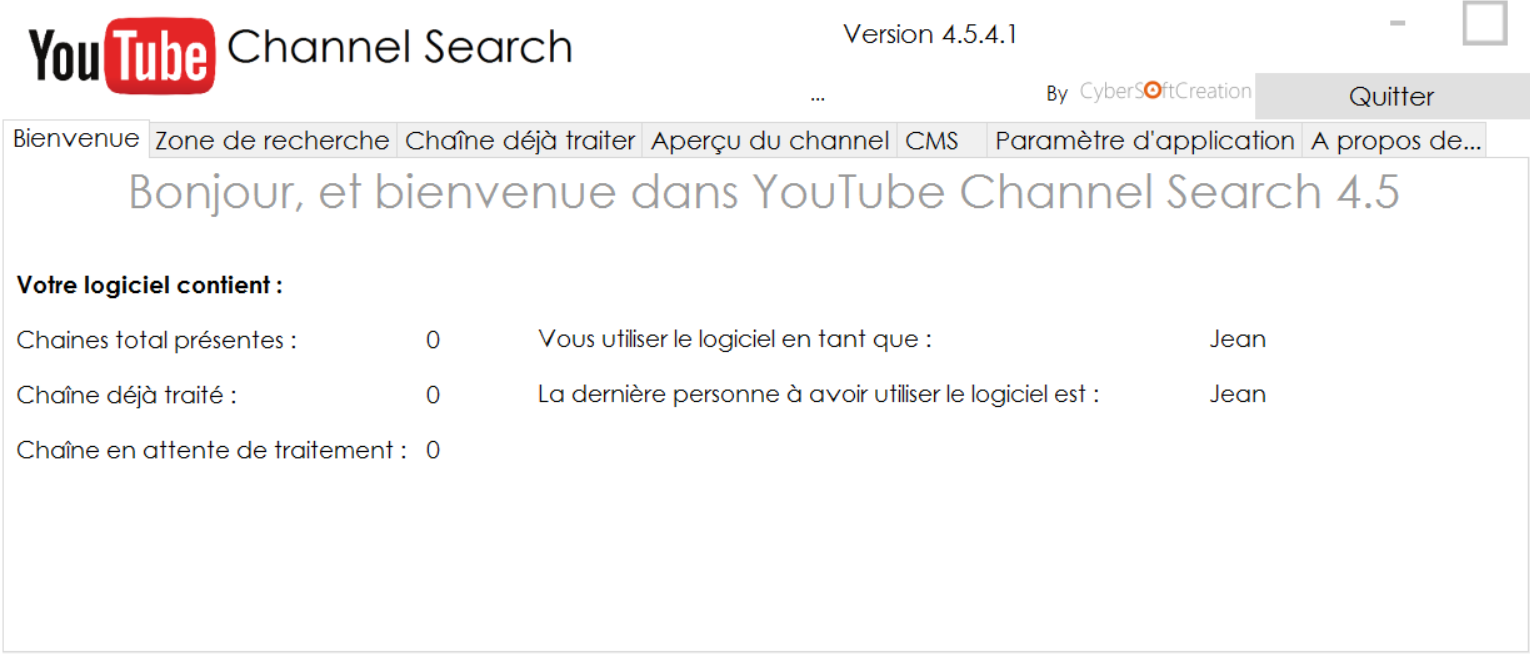 YouTube Channel Search
Version 4.5.4.1
...
By CyberSoftCreation
Quitter
Bienvenue Zone de recherche Chaîne déjà traiter Aperçu du channel CMS Paramètre d'application A propos de...
Bonjour, et bienvenue dans YouTube Channel Search 4.5
Votre logiciel contient :
Chaines total présentes : 0 Vous utiliser le logiciel en tant que : Jean
Chaîne déjà traité : 0 La dernière personne à avoir utiliser le logiciel est : Jean
Chaîne en attente de traitement : 0